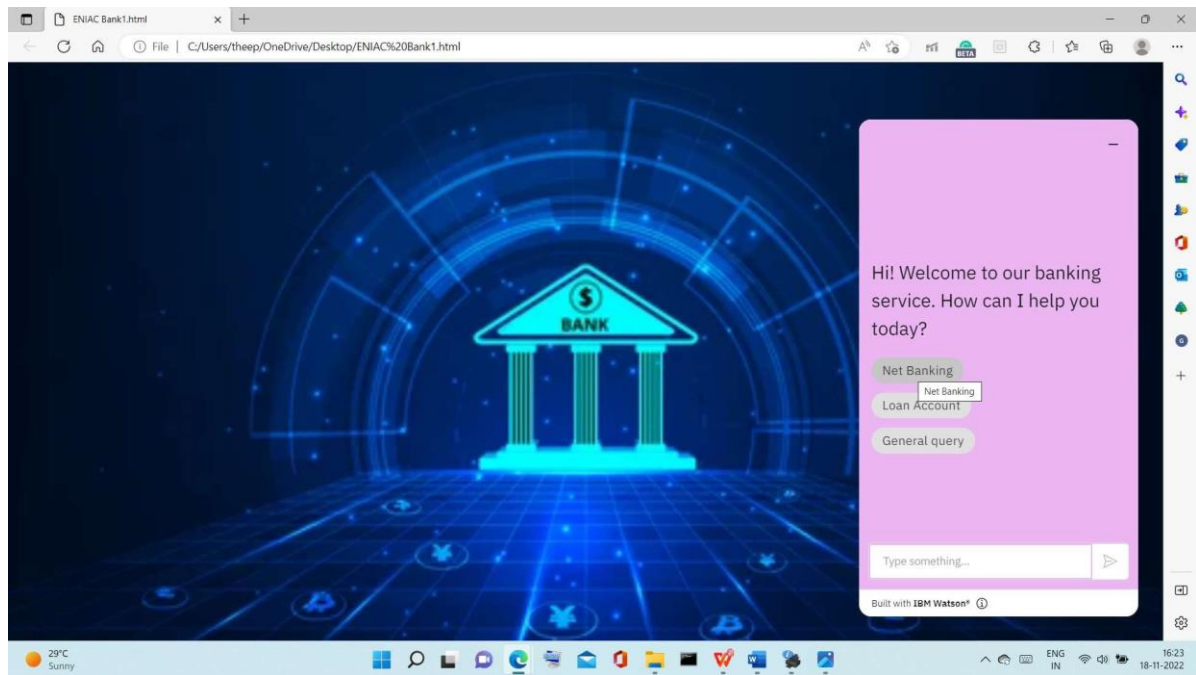 ENIAC Bank1.html
File | C:/Users/theep/OneDrive/Desktop/ENIAC%20Bank1.html
BETA
BANK
Hi! Welcome to our banking
service. How can I help you
today?
Net Banking
Net Banking
Loan Account
General query
Type something...
Built with IBM Watson®
29°C
Sunny
ENG
IN
16:23
18-11-2022